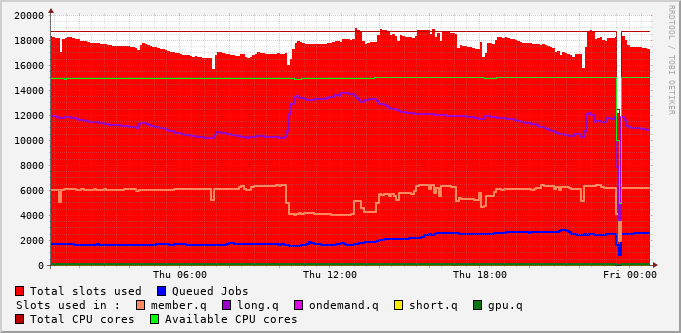 20000
18000
16000
14000
12000
10000
8000
6000
4000
2000
0
Thu 06:00 Thu 12:00 Thu 18:00 Fri 00:00
RRDTOOL / TOBI OETIKER
Total slots used Queued Jobs
Slots used in : member.q long.q ondemand.q short.q gpu.q
Total CPU cores Available CPU cores